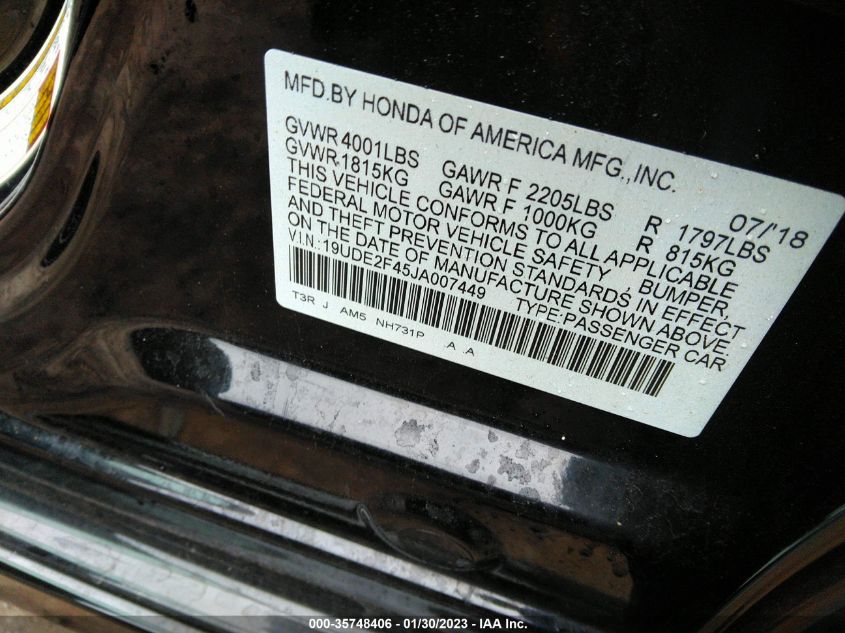 MFD.BY HONDA OF AMERICA MFG.,INC.
07/'18
GVWR 4001LBS GAWR F 2205LBS R 1797LBS
GVWR 1815KG GAWR F 1000KG R 815KG
THIS VEHICLE CONFORMS TO ALL APPLICABLE
FEDERAL MOTOR VEHICLE SAFETY , BUMPER,
AND THEFT PREVENTION STANDARDS IN EFFECT
ON THE DATE OF MANUFACTURE SHOWN ABOVE.
V.I.N.:19UDE2F45JA007449 TYPE:PASSENGER CAR
T3R J AM5 NH731P A .A
000-35748406 - 01/30/2023 - IAA Inc.